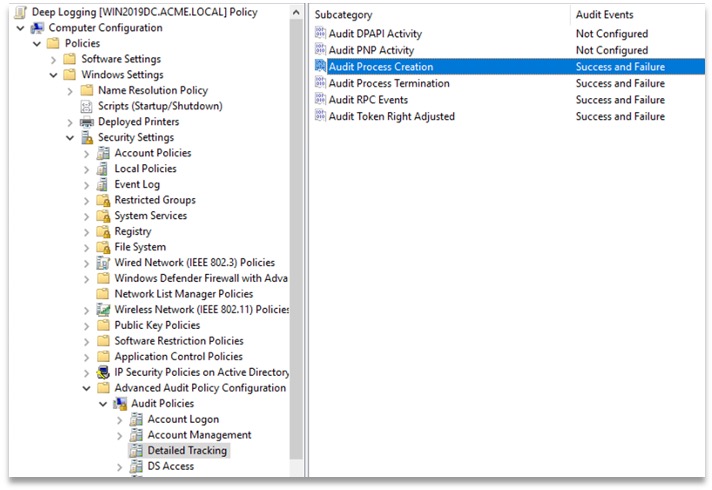 Deep Logging [WIN2019DC.ACME.LOCAL] Policy
Computer Configuration
Policies
Software Settings
Windows Settings
Name Resolution Policy
Scripts (Startup/Shutdown)
Deployed Printers
Security Settings
Account Policies
Local Policies
Event Log
Restricted Groups
System Services
Registry
File System
Wired Network (IEEE 802.3) Policies
Windows Defender Firewall with Adva
Network List Manager Policies
Wireless Network (IEEE 802.11) Policies
Public Key Policies
Software Restriction Policies
Application Control Policies
IP Security Policies on Active Directory
Advanced Audit Policy Configuration
Audit Policies
Account Logon
Account Management
Detailed Tracking
DS Access
Subcategory Audit Events
Audit DPAPI Activity Not Configured
Audit PNP Activity Not Configured
Audit Process Creation Success and Failure
Audit Process Termination Success and Failure
Audit RPC Events Success and Failure
Audit Token Right Adjusted Success and Failure